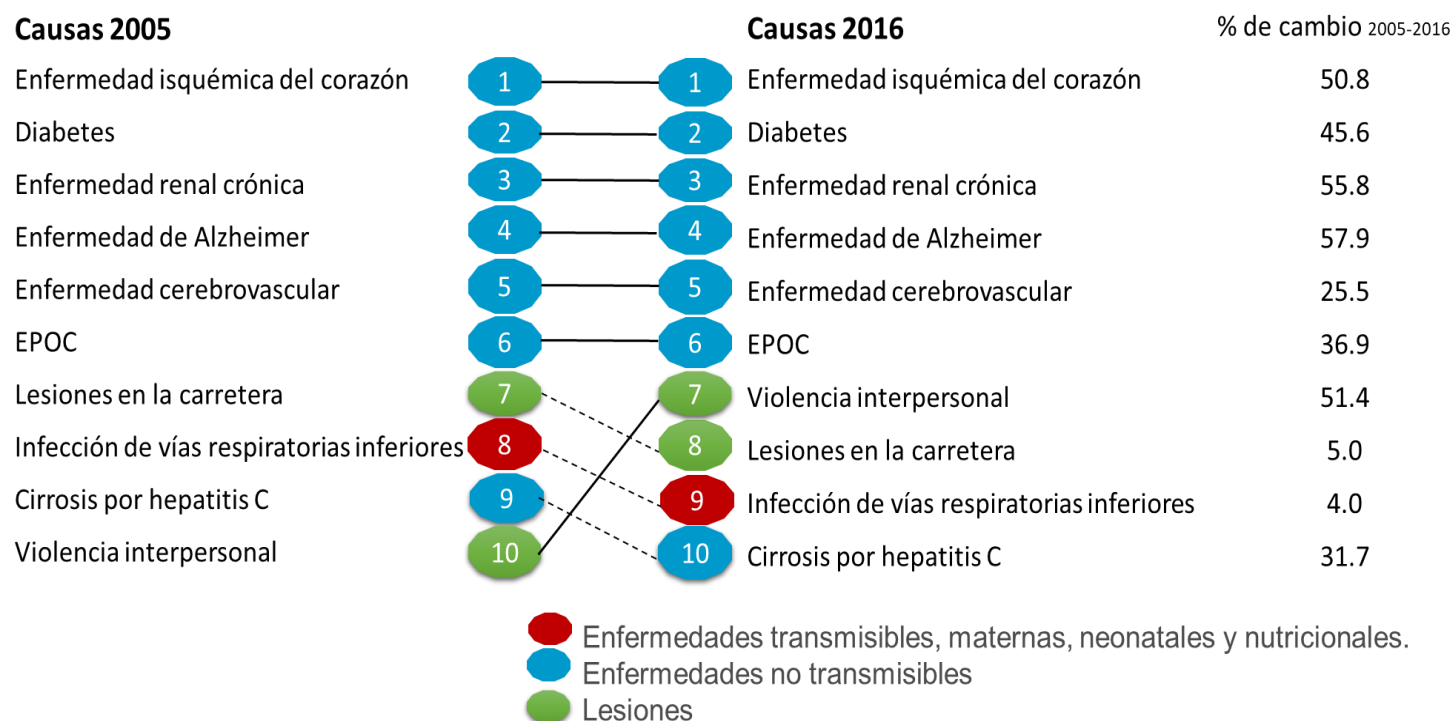 Causas 2005 Causas 2016 % de cambio 2005-2016
Enfermedad isquémica del corazón 1 1 Enfermedad isquémica del corazón 50.8
Diabetes 2 2 Diabetes 45.6
Enfermedad renal crónica 3 3 Enfermedad renal crónica 55.8
Enfermedad de Alzheimer 4 4 Enfermedad de Alzheimer 57.9
Enfermedad cerebrovascular 5 5 Enfermedad cerebrovascular 25.5
EPOC 6 6 EPOC 36.9
Lesiones en la carretera 7 7 Violencia interpersonal 51.4
Infección de vías respiratorias inferiores 8 8 Lesiones en la carretera 5.0
Cirrosis por hepatitis C 9 9 Infección de vías respiratorias inferiores 4.0
Violencia interpersonal 10 10 Cirrosis por hepatitis C 31.7
Enfermedades transmisibles, maternas, neonatales y nutricionales.
Enfermedades no transmisibles
Lesiones